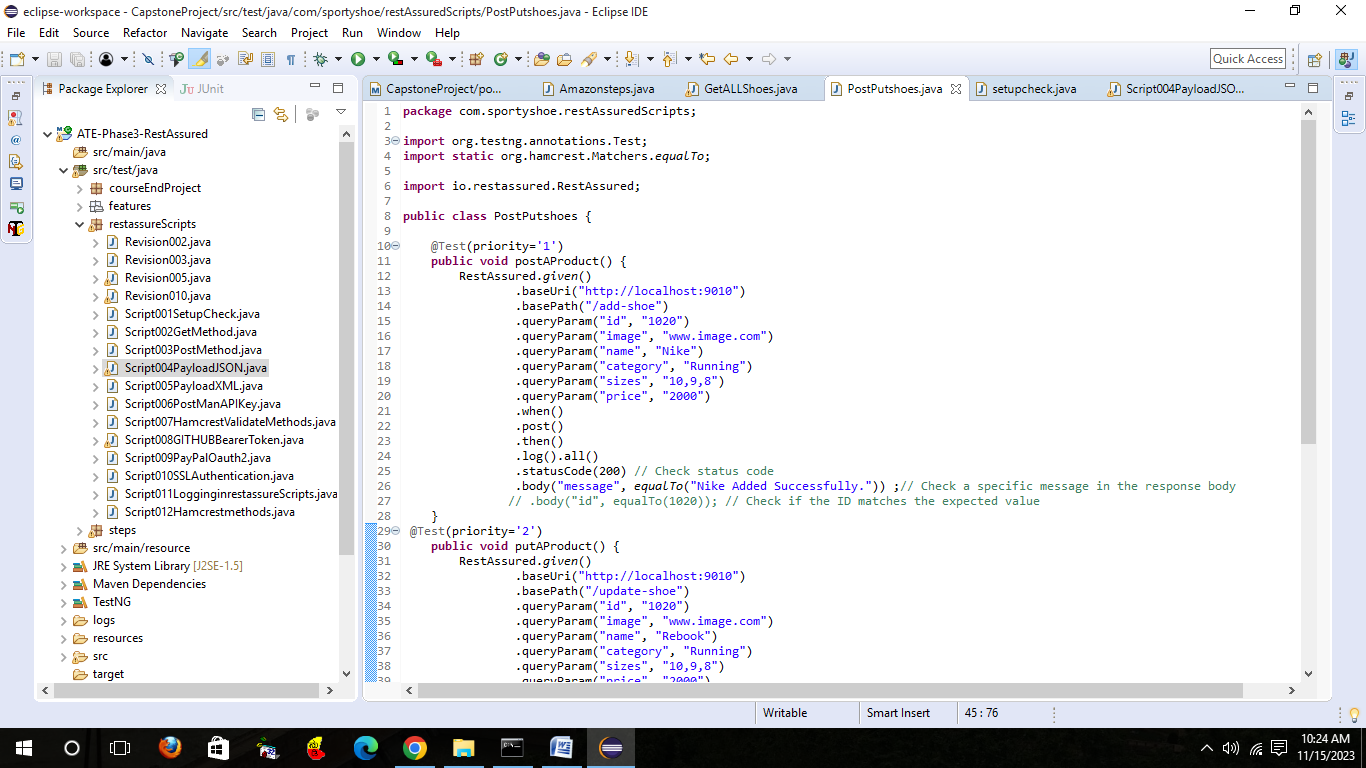 eclipse-workspace - CapstoneProject/src/test/java/com/sportyshoe/restAssuredScripts/PostPutshoes.java - Eclipse IDE
File Edit Source Refactor Navigate Search Project Run Window Help
Quick Access
Package Explorer JUnit
ATE-Phase3-RestAssured
src/main/java
src/test/java
courseEndProject
features
restassureScripts
Revision002.java
Revision003.java
Revision005.java
Revision010.java
Script001SetupCheck.java
Script002GetMethod.java
Script003PostMethod.java
Script004PayloadJSON.java
Script005PayloadXML.java
Script006PostManAPIKey.java
Script007HamcrestValidateMethods.java
Script008GITHUBBearerToken.java
Script009PayPalOauth2.java
Script010SSLAuthentication.java
Script011LogginginrestassureScripts.java
Script012Hamcrestmethods.java
steps
src/main/resource
JRE System Library [J2SE-1.5]
Maven Dependencies
TestNG
logs
resources
src
target
CapstoneProject/po... Amazonsteps.java GetALLShoes.java PostPutshoes.java setupcheck.java Script004PayloadJSO...
1 package com.sportyshoe.restAssuredScripts;
2
3 import org.testng.annotations.Test;
4 import static org.hamcrest.Matchers.equalTo;
5
6 import io.restassured.RestAssured;
7
8 public class PostPutshoes {
9
10 @Test(priority='1')
11 public void postAProduct() {
12 RestAssured.given()
13 .baseUri("http://localhost:9010")
14 .basePath("/add-shoe")
15 .queryParam("id", "1020")
16 .queryParam("image", "www.image.com")
17 .queryParam("name", "Nike")
18 .queryParam("category", "Running")
19 .queryParam("sizes", "10,9,8")
20 .queryParam("price", "2000")
21 .when()
22 .post()
23 .then()
24 .log().all()
25 .statusCode(200) // Check status code
26 .body("message", equalTo("Nike Added Successfully.")) ;// Check a specific message in the response body
27 // .body("id", equalTo(1020)); // Check if the ID matches the expected value
28 }
29 @Test(priority='2')
30 public void putAProduct() {
31 RestAssured.given()
32 .baseUri("http://localhost:9010")
33 .basePath("/update-shoe")
34 .queryParam("id", "1020")
35 .queryParam("image", "www.image.com")
36 .queryParam("name", "Rebook")
37 .queryParam("category", "Running")
38 .queryParam("sizes", "10,9,8")
39 .queryParam("price", "2000")
Writable Smart Insert 45 : 76
10:24 AM
11/15/2023